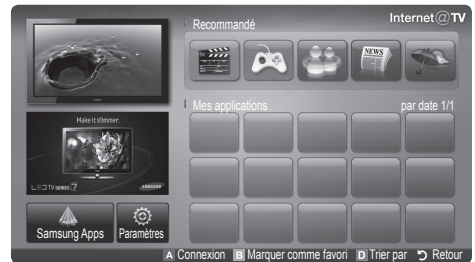 Internet@TV
Recommandé
NEWS
Mes applications par date 1/1
Make it slimmer.
LED TV SERIES 7 SAMSUNG
Samsung Apps Paramètres
A Connexion B Marquer comme favori D Trier par Retour